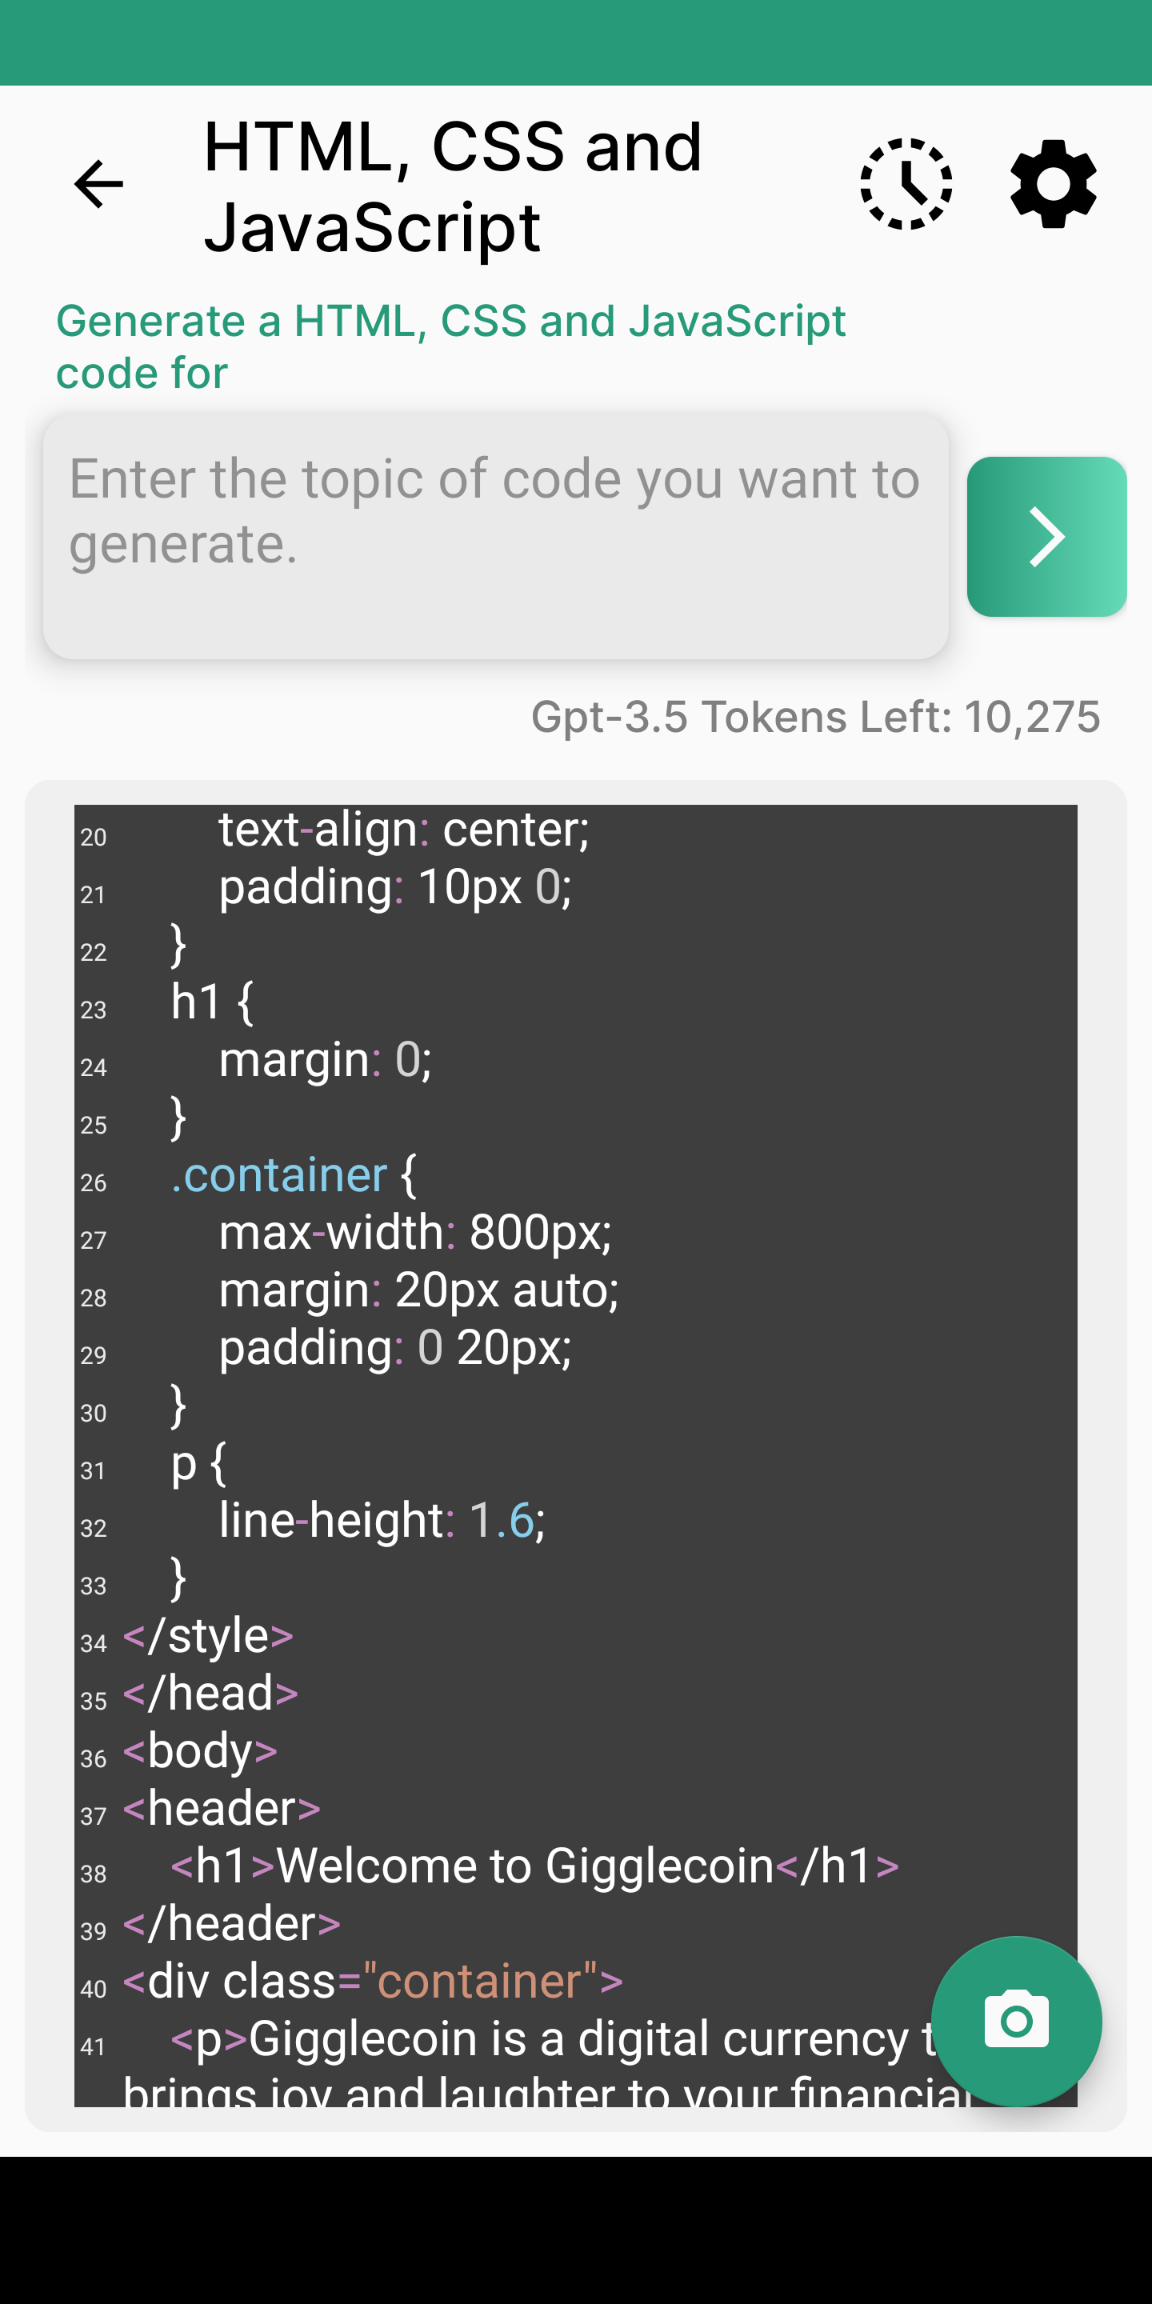 HTML, CSS and
JavaScript
Generate a HTML, CSS and JavaScript
code for
Enter the topic of code you want to
generate.
Gpt-3.5 Tokens Left: 10,275
20 text-align: center;
21 padding: 10px 0;
22 }
23 h1 {
24 margin: 0;
25 }
26 .container {
27 max-width: 800px;
28 margin: 20px auto;
29 padding: 0 20px;
30 }
31 p {
32 line-height: 1.6;
33 }
34 </style>
35 </head>
36 <body>
37 <header>
38 <h1>Welcome to Gigglecoin</h1>
39 </header>
40 <div class="container">
41 <p>Gigglecoin is a digital currency
brings joy and laughter to your financial